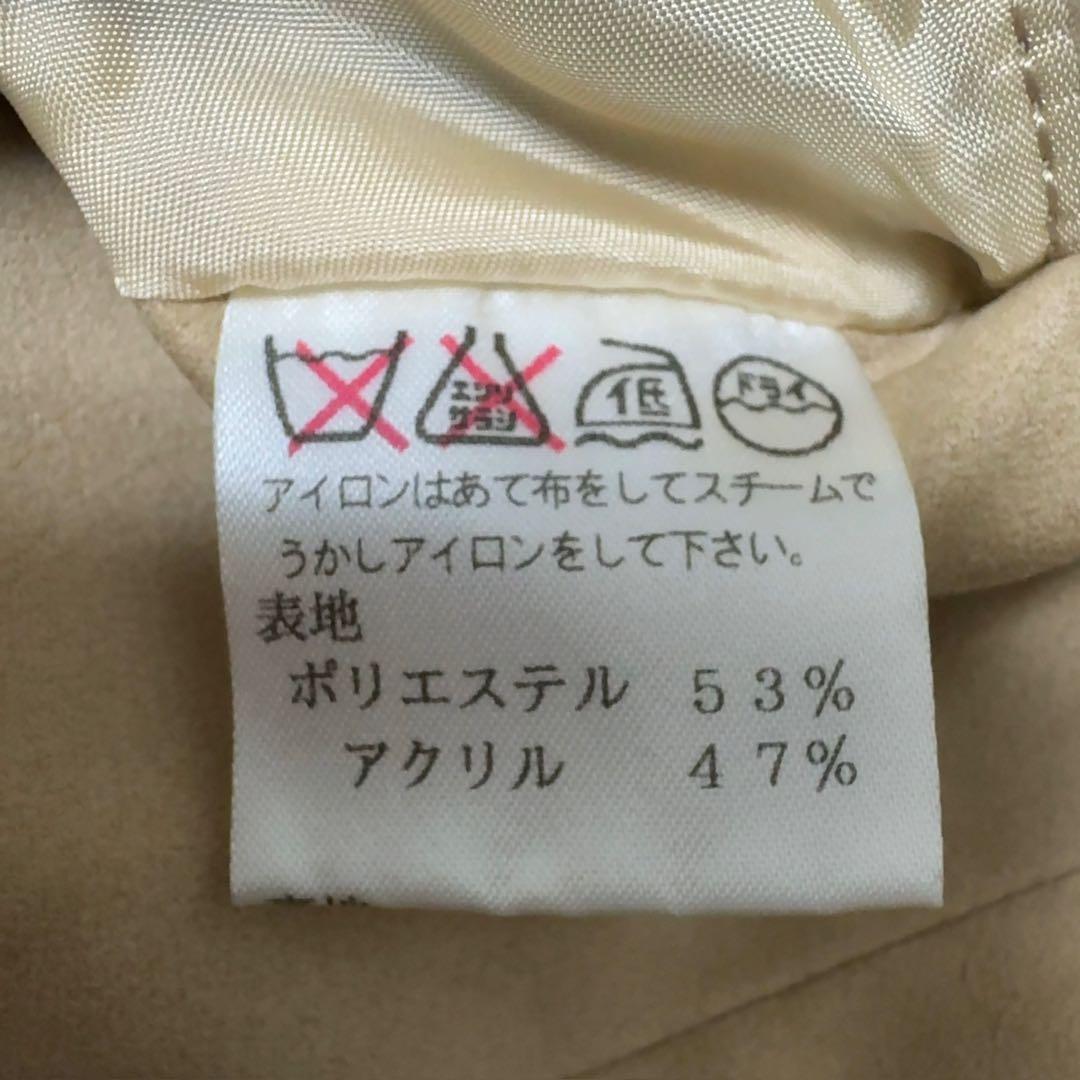 エンソ
サラシ
低
ドライ
アイロンはあて布をしてスチームで
うかしアイロンをして下さい。
表地
ポリエステル 53%
アクリル 47%